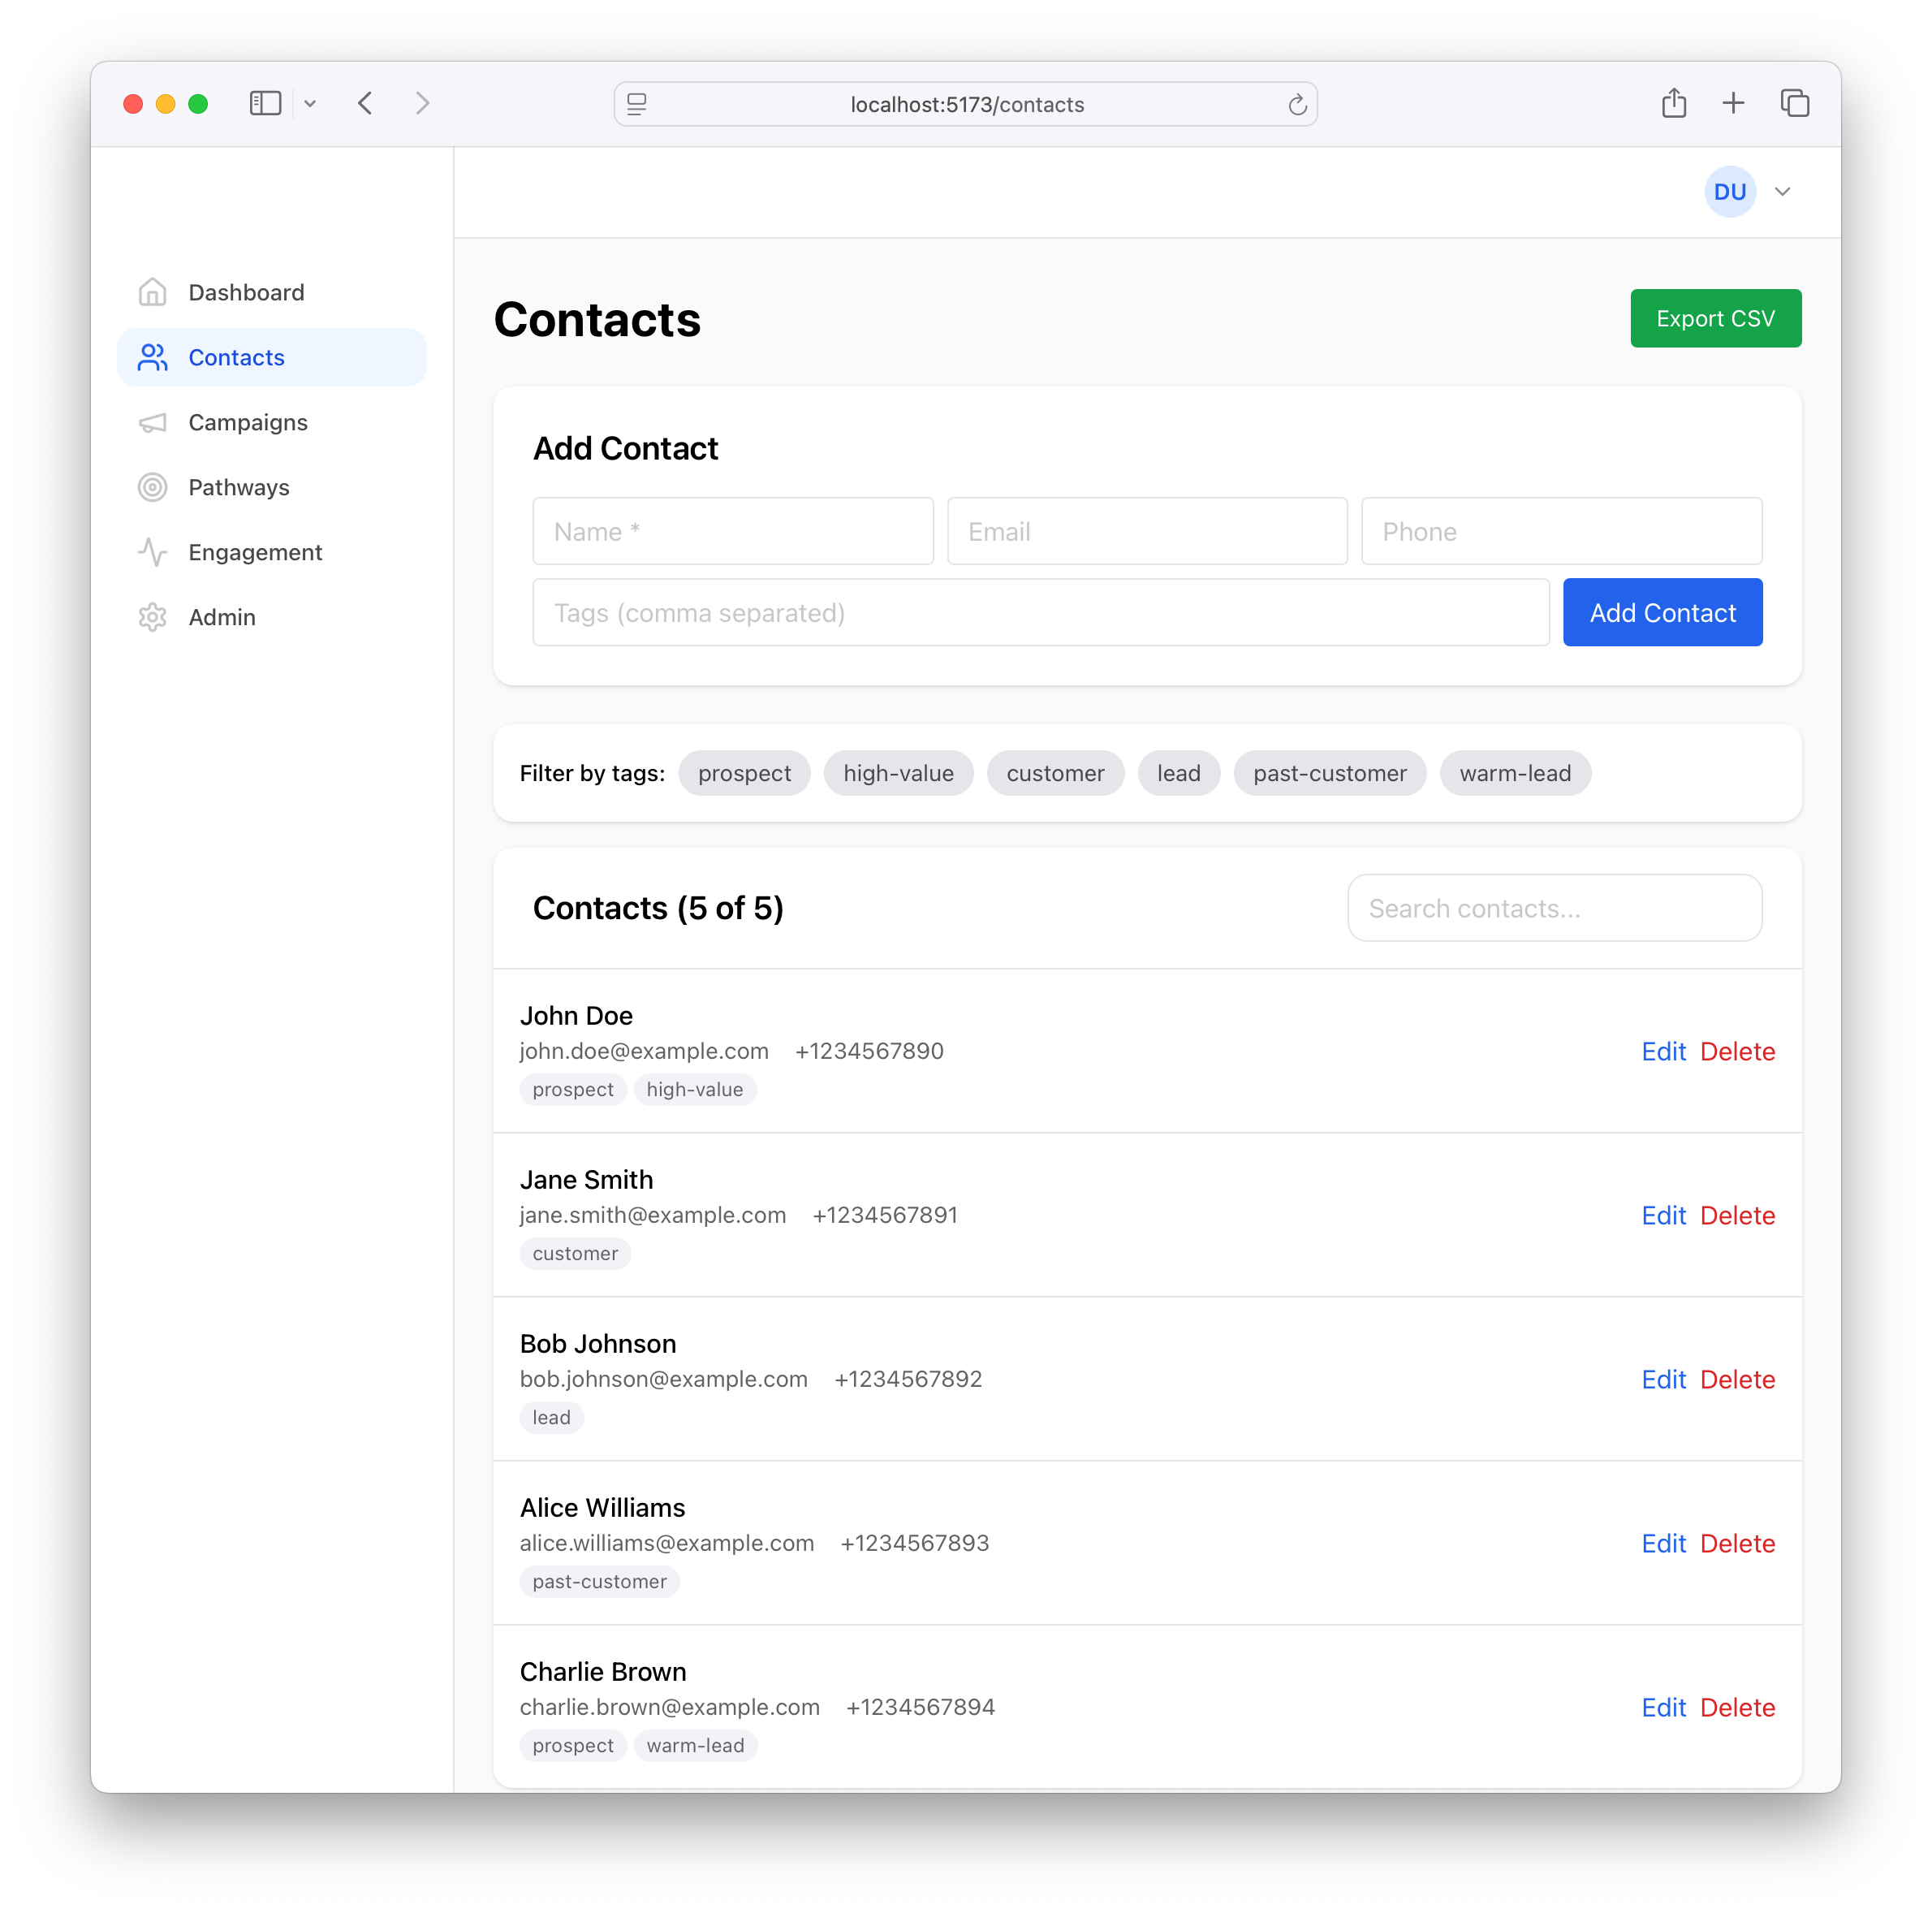 localhost:5173/contacts
DU
Dashboard
Contacts
Campaigns
Pathways
Engagement
Admin
Contacts
Export CSV
Add Contact
Name *
Email
Phone
Tags (comma separated)
Add Contact
Filter by tags: prospect high-value customer lead past-customer warm-lead
Contacts (5 of 5)
Search contacts...
John Doe
john.doe@example.com +1234567890
prospect high-value
Edit Delete
Jane Smith
jane.smith@example.com +1234567891
customer
Edit Delete
Bob Johnson
bob.johnson@example.com +1234567892
lead
Edit Delete
Alice Williams
alice.williams@example.com +1234567893
past-customer
Edit Delete
Charlie Brown
charlie.brown@example.com +1234567894
prospect warm-lead
Edit Delete